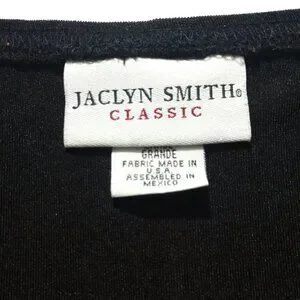 JACLYN SMITH®
CLASSIC
GRANDE
FABRIC MADE IN
U.S.A.
ASSEMBLED IN
MEXICO